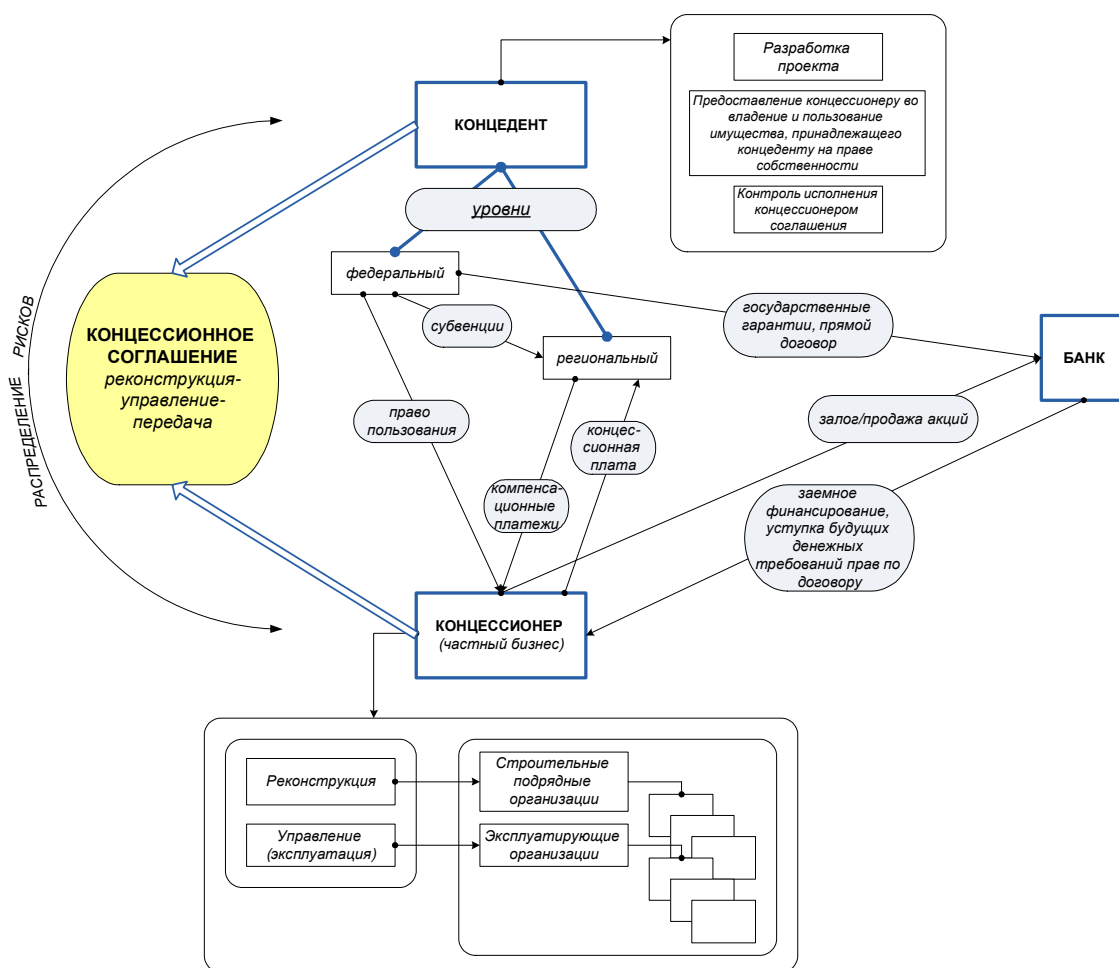 Разработка
проекта
КОНЦЕДЕНТ
Предоставление концессионеру во
владение и пользование
имущества, принадлежащего
концеденту на праве
собственности
Контроль исполнения
концессионером
соглашения
уровни
федеральный
субвенции
региональный
государственные
гарантии, прямой
договор
БАНК
РАСПРЕДЕЛЕНИЕ РИСКОВ
КОНЦЕССИОННОЕ
СОГЛАШЕНИЕ
реконструкция-
управление-
передача
право
пользования
концес-
сионная
плата
залог/продажа акций
компенса-
ционные
платежи
заемное
финансирование,
уступка будущих
денежных
требований прав по
договору
КОНЦЕССИОНЕР
(частный бизнес)
Реконструкция
Строительные
подрядные
организации
Управление
(эксплуатация)
Эксплуатирующие
организации